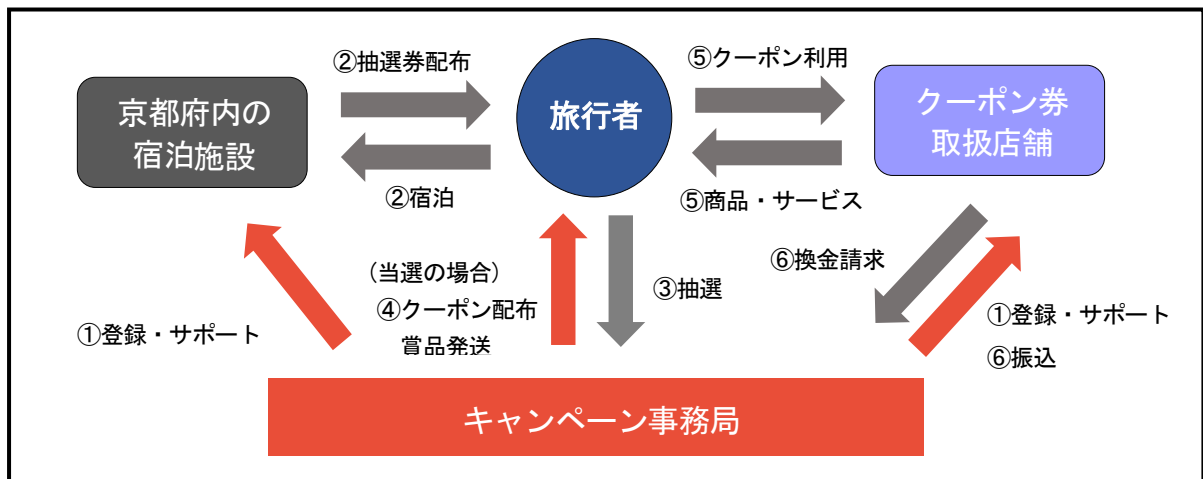 ②抽選券配布
⑤クーポン利用
京都府内の
宿泊施設
旅行者
クーポン券
取扱店舗
②宿泊
⑤商品・サービス
(当選の場合)
④クーポン配布
賞品発送
③抽選
⑥換金請求
①登録・サポート
①登録・サポート
⑥振込
キャンペーン事務局